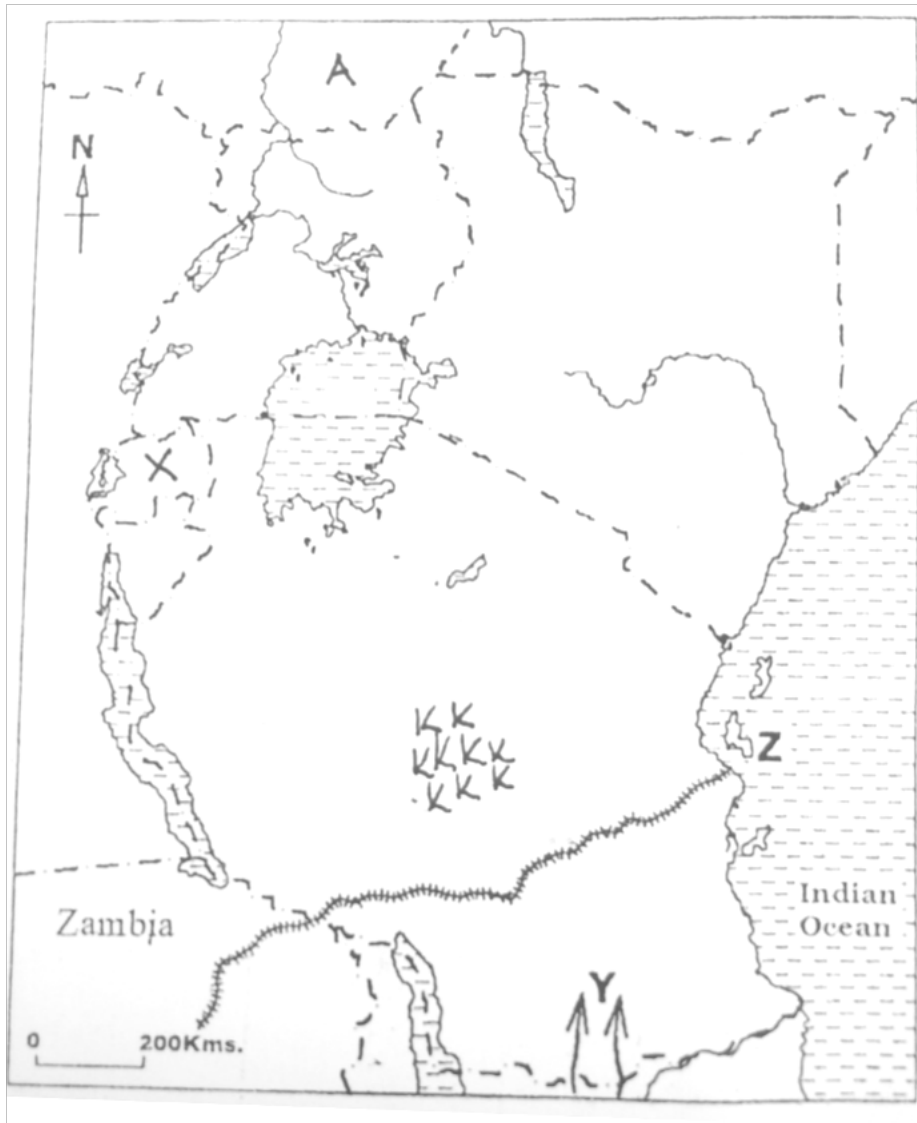 A
N
X
K K
K K K K
K K K
Z
Indian
Ocean
Zambia
Y
0 200Kms.